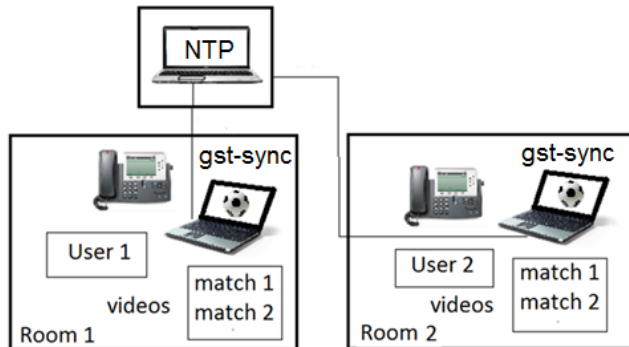 NTP
gst-sync
User 1
videos
match 1
match 2
Room 1
gst-sync
User 2
videos
match 1
match 2
Room 2